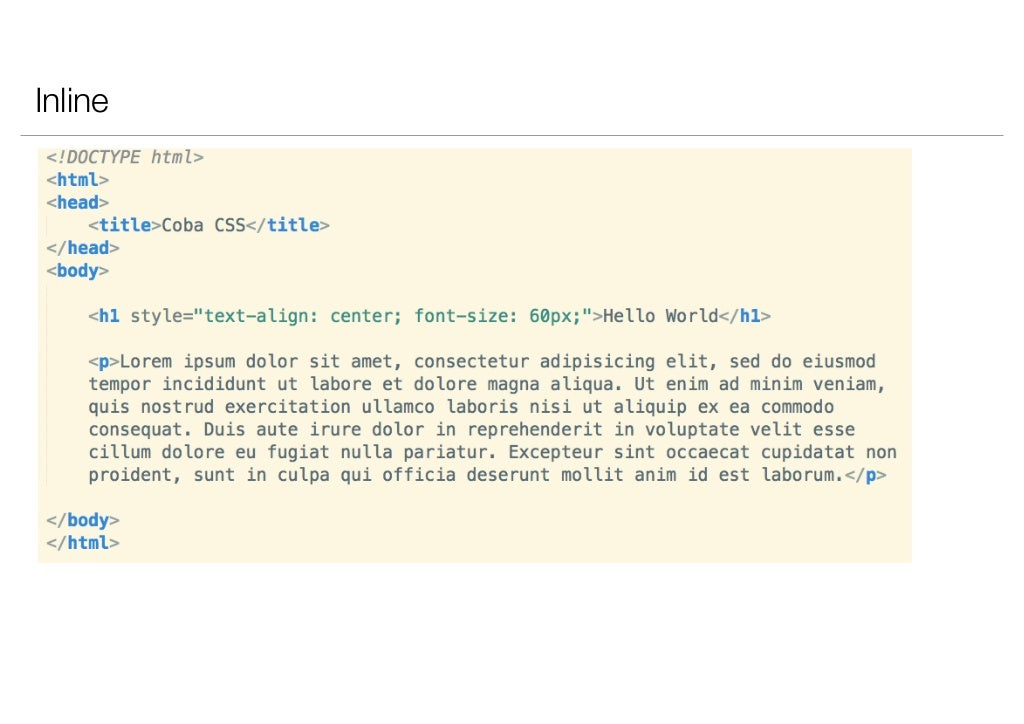 Inline
<!DOCTYPE html>
<html>
<head>
    <title>Coba CSS</title>
</head>
<body>
    <h1 style="text-align: center; font-size: 60px;">Hello World</h1>
    <p>Lorem ipsum dolor sit amet, consectetur adipisicing elit, sed do eiusmod
    tempor incididunt ut labore et dolore magna aliqua. Ut enim ad minim veniam,
    quis nostrud exercitation ullamco laboris nisi ut aliquip ex ea commodo
    consequat. Duis aute irure dolor in reprehenderit in voluptate velit esse
    cillum dolore eu fugiat nulla pariatur. Excepteur sint occaecat cupidatat non
    proident, sunt in culpa qui officia deserunt mollit anim id est laborum.</p>
</body>
</html>